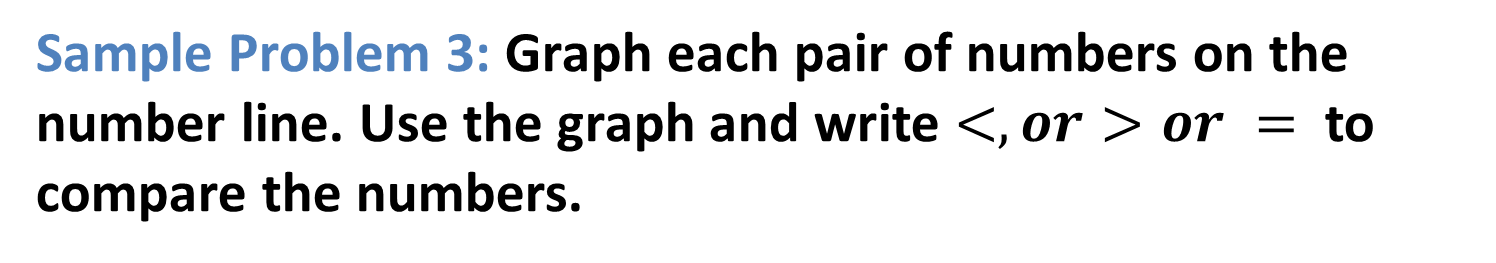 Sample Problem 3: Graph each pair of numbers on the
number line. Use the graph and write <, or > or = to
compare the numbers.